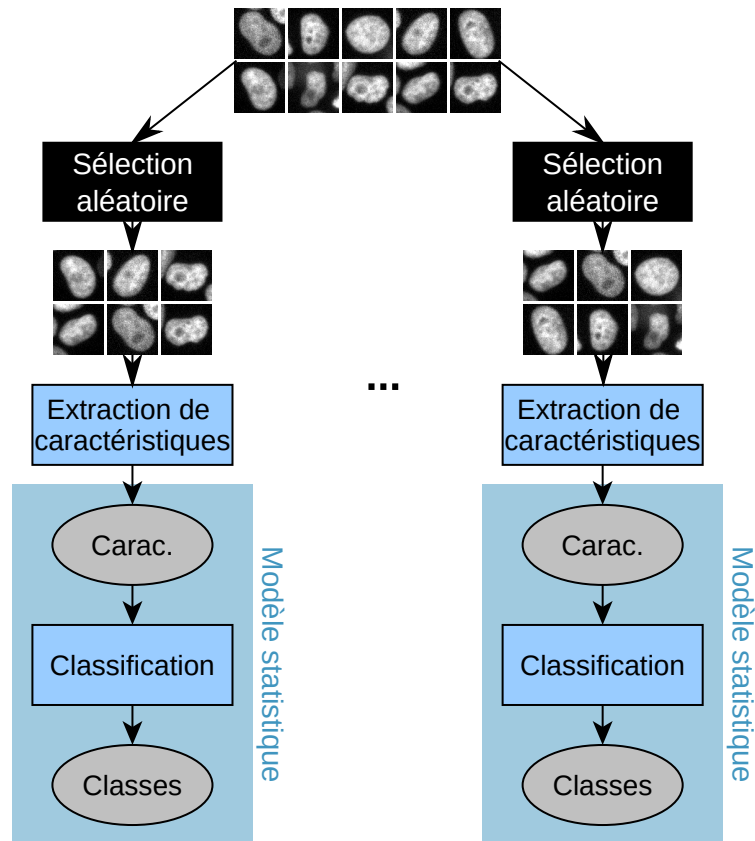 Sélection
aléatoire
Extraction de
caractéristiques
Carac.
Classification
Classes
Modèle statistique
...
Sélection
aléatoire
Extraction de
caractéristiques
Carac.
Classification
Classes
Modèle statistique